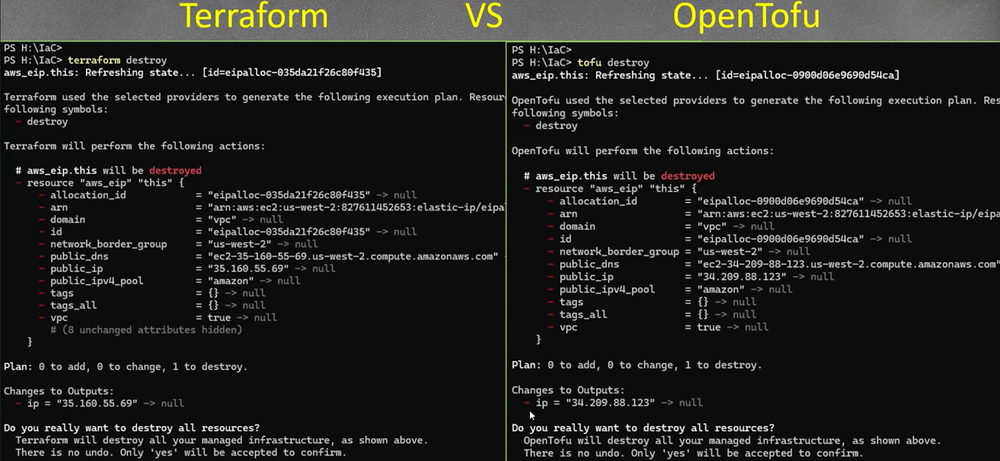 Terraform VS OpenTofu
PS H:\IaC>
PS H:\IaC> terraform destroy
aws_eip.this: Refreshing state... [id=eipalloc-035da21f26c80f435]
Terraform used the selected providers to generate the following execution plan. Resour
following symbols:
- destroy
Terraform will perform the following actions:
# aws_eip.this will be destroyed
- resource "aws_eip" "this" {
- allocation_id = "eipalloc-035da21f26c80f435" -> null
- arn = "arn:aws:ec2:us-west-2:827611452653:elastic-ip/eipa
- domain = "vpc" -> null
- id = "eipalloc-035da21f26c80f435" -> null
- network_border_group = "us-west-2" -> null
- public_dns = "ec2-35-160-55-69.us-west-2.compute.amazonaws.com" -
- public_ip = "35.160.55.69" -> null
- public_ipv4_pool = "amazon" -> null
- tags = {} -> null
- tags_all = {} -> null
- vpc = true -> null
# (8 unchanged attributes hidden)
}
Plan: 0 to add, 0 to change, 1 to destroy.
Changes to Outputs:
- ip = "35.160.55.69" -> null
Do you really want to destroy all resources?
Terraform will destroy all your managed infrastructure, as shown above.
There is no undo. Only 'yes' will be accepted to confirm.
PS H:\IaC>
PS H:\IaC> tofu destroy
aws_eip.this: Refreshing state... [id=eipalloc-0900d06e9690d54ca]
OpenTofu used the selected providers to generate the following execution plan. Res
following symbols:
- destroy
OpenTofu will perform the following actions:
# aws_eip.this will be destroyed
- resource "aws_eip" "this" {
- allocation_id = "eipalloc-0900d06e9690d54ca" -> null
- arn = "arn:aws:ec2:us-west-2:827611452653:elastic-ip/eipa
- domain = "vpc" -> null
- id = "eipalloc-0900d06e9690d54ca" -> null
- network_border_group = "us-west-2" -> null
- public_dns = "ec2-34-209-88-123.us-west-2.compute.amazonaws.com"
- public_ip = "34.209.88.123" -> null
- public_ipv4_pool = "amazon" -> null
- tags = {} -> null
- tags_all = {} -> null
- vpc = true -> null
}
Plan: 0 to add, 0 to change, 1 to destroy.
Changes to Outputs:
- ip = "34.209.88.123" -> null
Do you really want to destroy all resources?
OpenTofu will destroy all your managed infrastructure, as shown above.
There is no undo. Only 'yes' will be accepted to confirm.